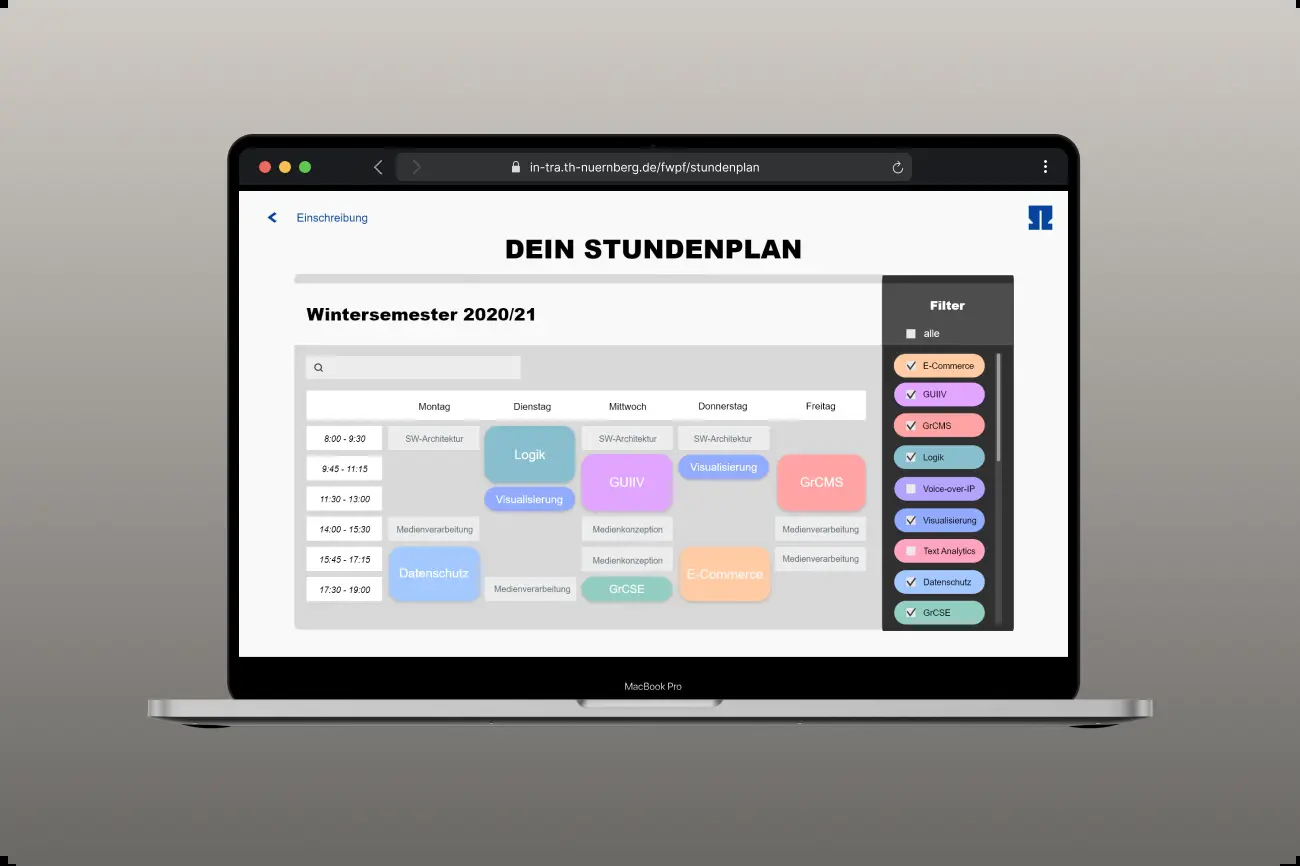 in-tra.th-nuernberg.de/fwpf/stundenplan
Einschreibung
DEIN STUNDENPLAN
Wintersemester 2020/21
Montag Dienstag Mittwoch Donnerstag Freitag
8:00 - 9:30 SW-Architektur Logik SW-Architektur SW-Architektur
9:45 - 11:15 GUIIV Visualisierung GrCMS
11:30 - 13:00 Visualisierung
14:00 - 15:30 Medienverarbeitung Medienkonzeption Medienverarbeitung
15:45 - 17:15 Datenschutz Medienkonzeption E-Commerce Medienverarbeitung
17:30 - 19:00 Medienverarbeitung GrCSE
Filter
alle
E-Commerce
GUIIV
GrCMS
Logik
Voice-over-IP
Visualisierung
Text Analytics
Datenschutz
GrCSE
MacBook Pro